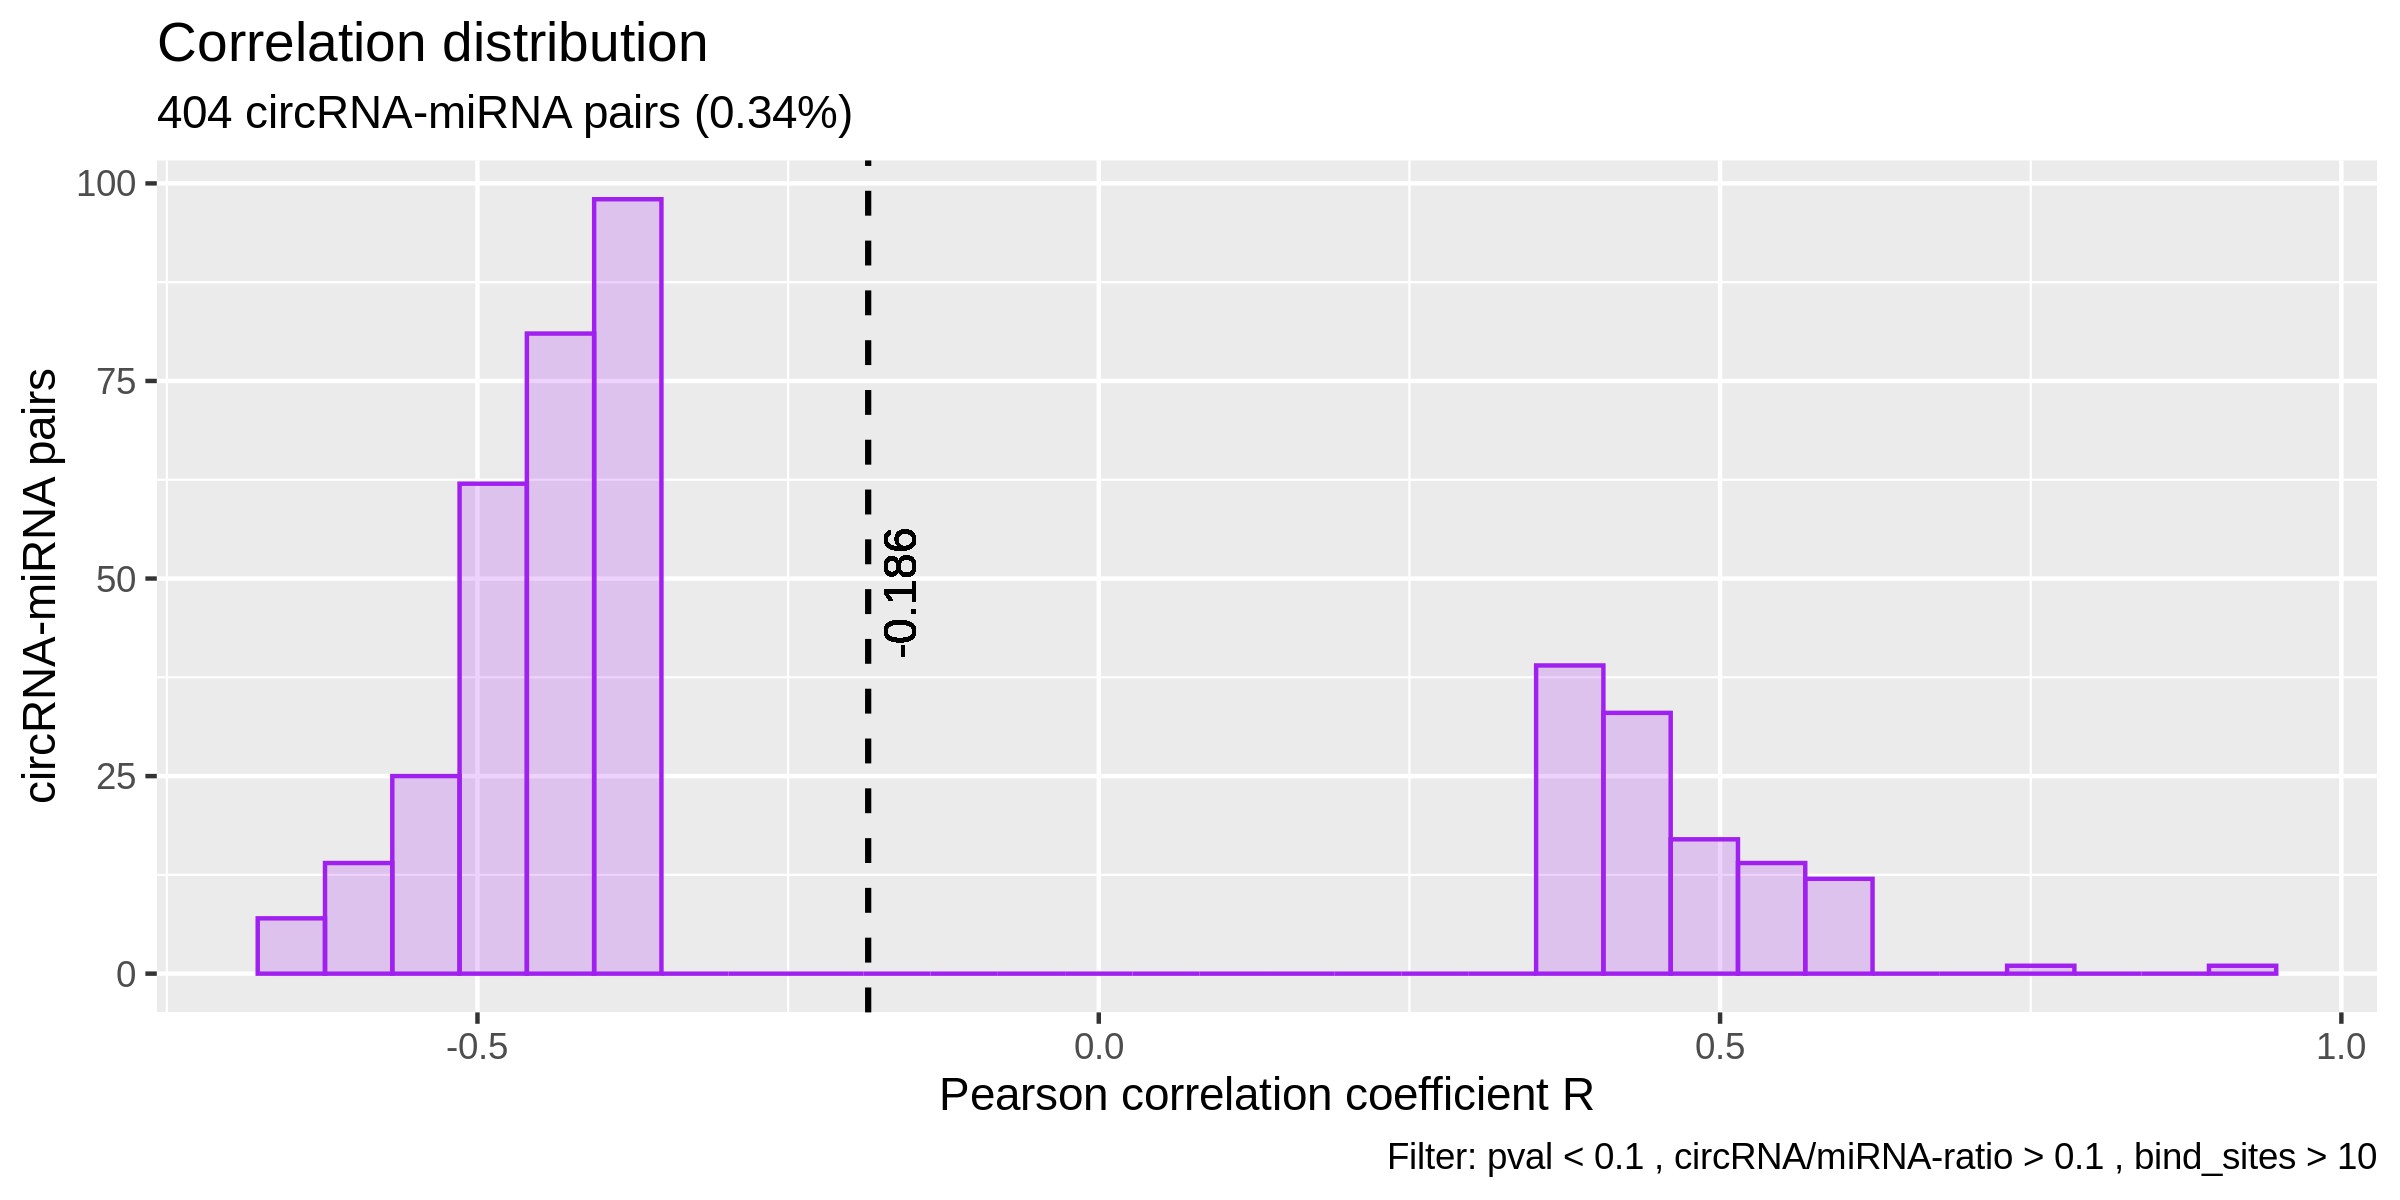 Correlation distribution
404 circRNA-miRNA pairs (0.34%)
circRNA-miRNA pairs
100
75
50
25
0
-0.186
-0.5
0.0
0.5
1.0
Pearson correlation coefficient R
Filter: pval < 0.1 , circRNA/miRNA-ratio > 0.1 , bind_sites > 10